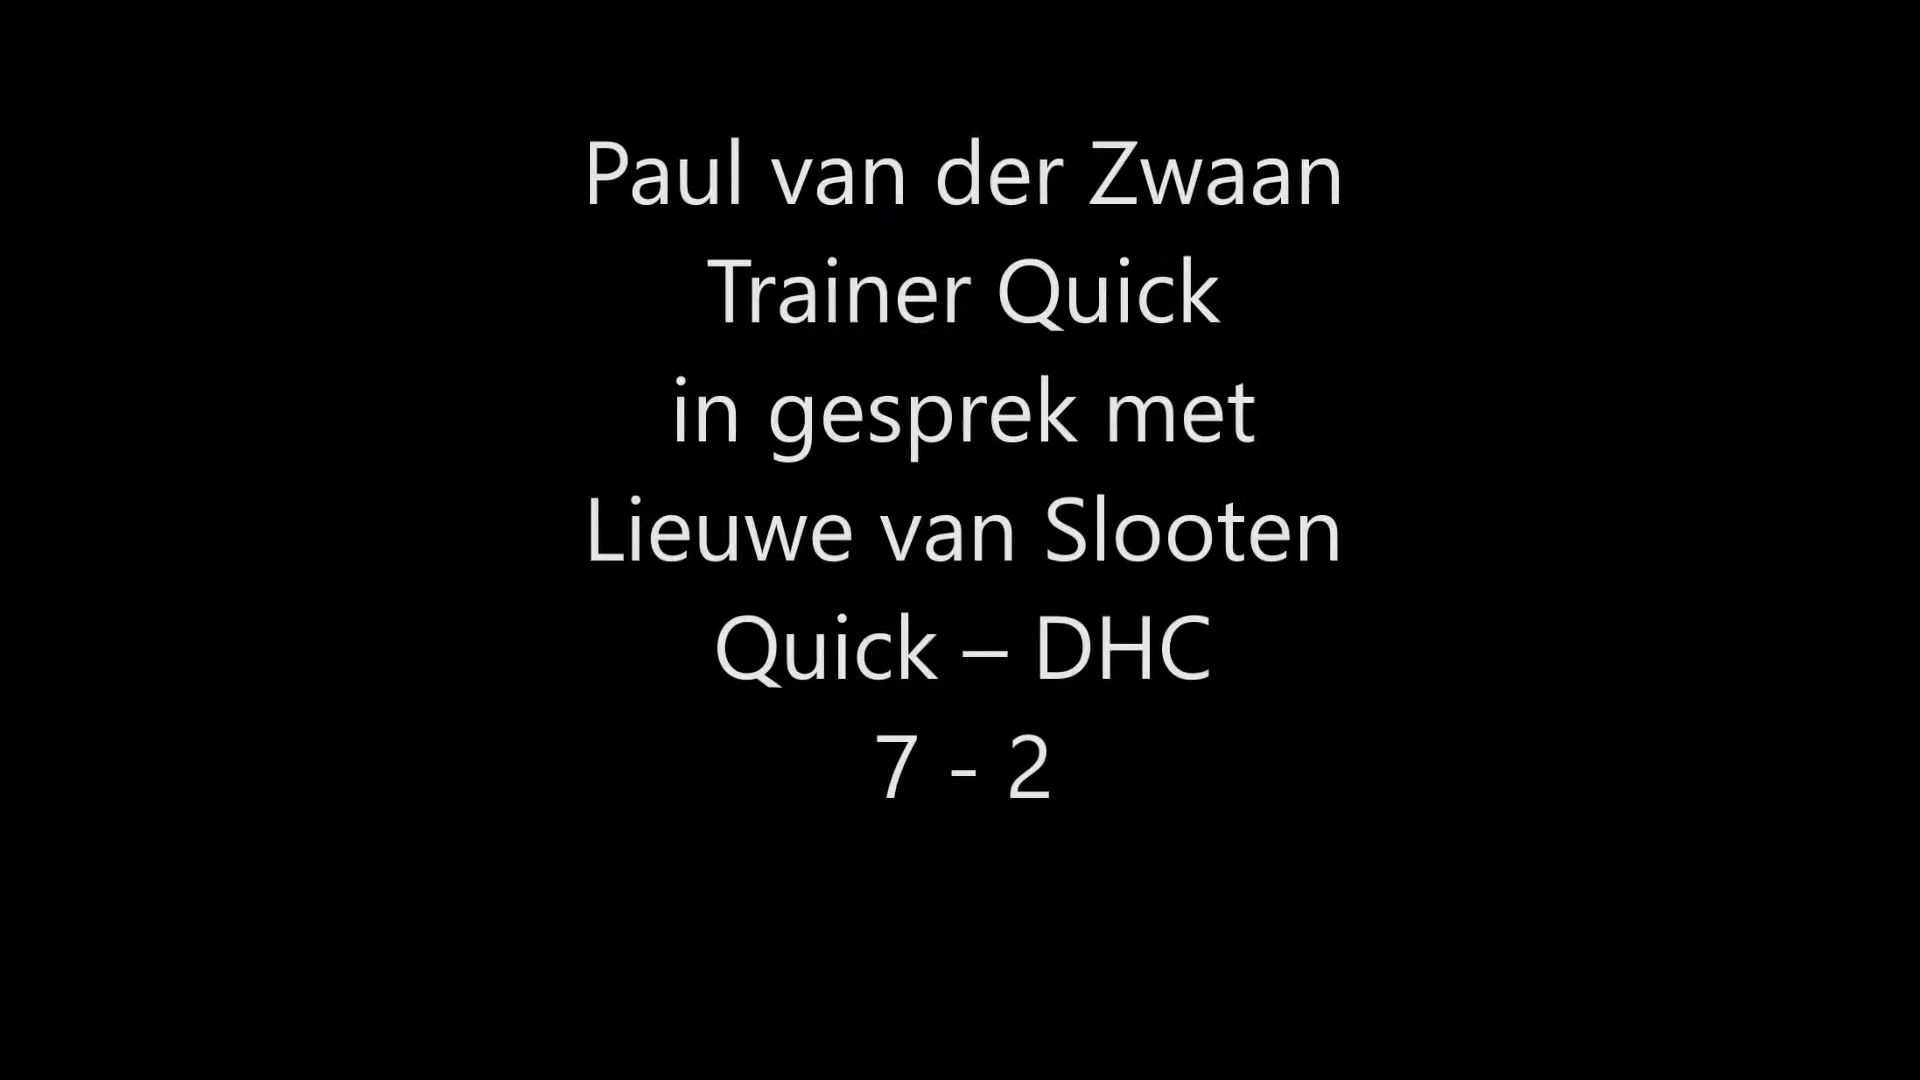 Paul van der Zwaan
Trainer Quick
in gesprek met
Lieuwe van Slooten
Quick – DHC
7 - 2